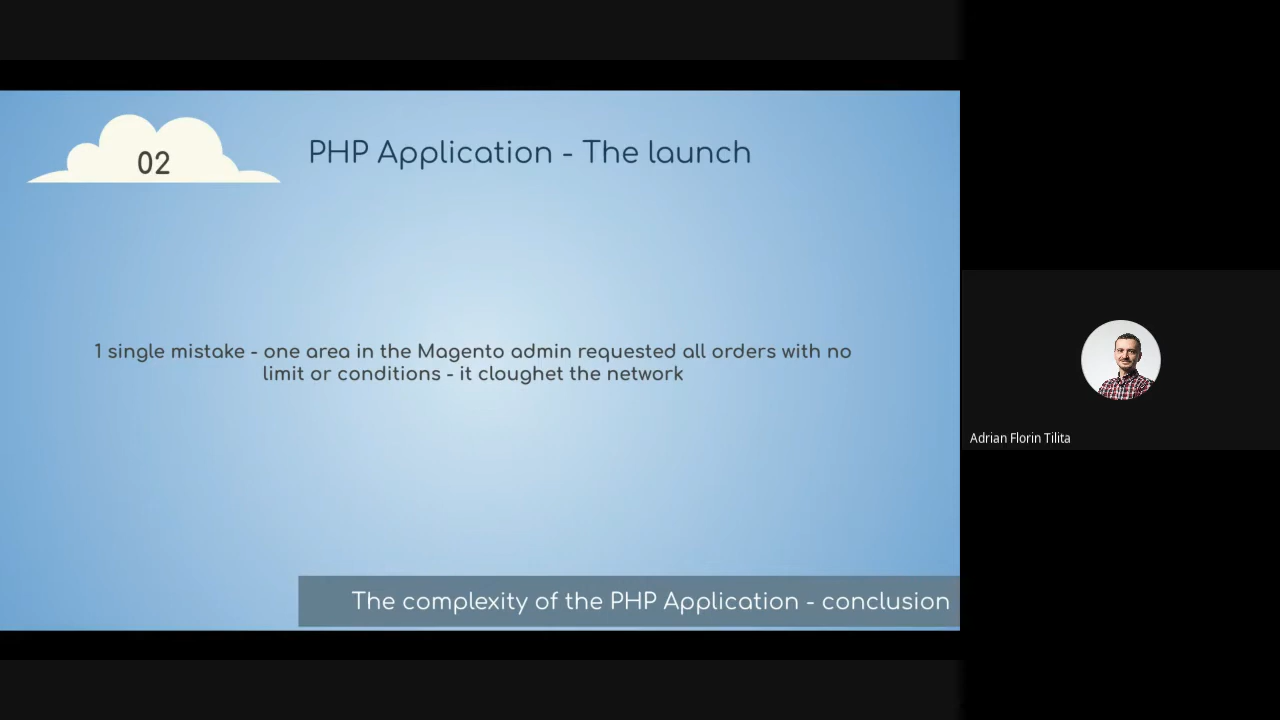 02
PHP Application - The launch
1 single mistake - one area in the Magento admin requested all orders with no
limit or conditions - it cloughet the network
Adrian Florin Tilita
The complexity of the PHP Application - conclusion